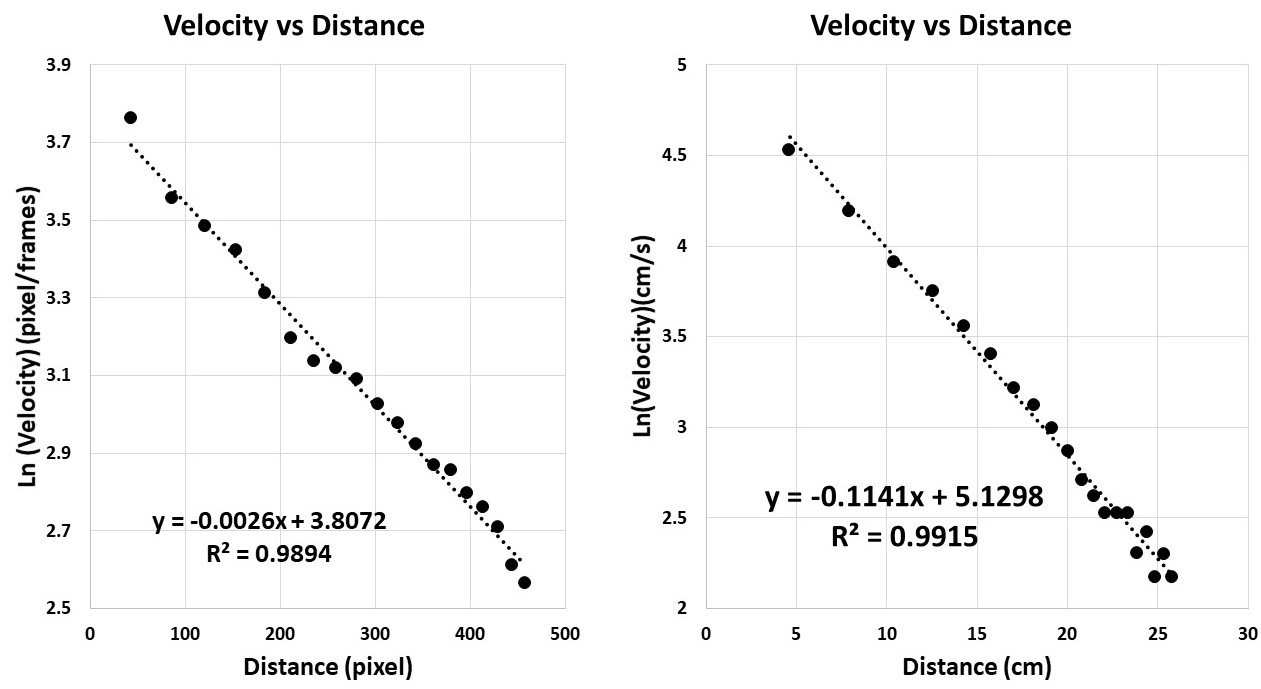 Velocity vs Distance
3.9
3.7
3.5
3.3
3.1
2.9
2.7
2.5
Ln (Velocity) (pixel/frames)
y = -0.0026x + 3.8072
R² = 0.9894
0 100 200 300 400 500
Distance (pixel)
Velocity vs Distance
5
4.5
4
3.5
3
2.5
2
Ln(Velocity)(cm/s)
y = -0.1141x + 5.1298
R² = 0.9915
0 5 10 15 20 25 30
Distance (cm)